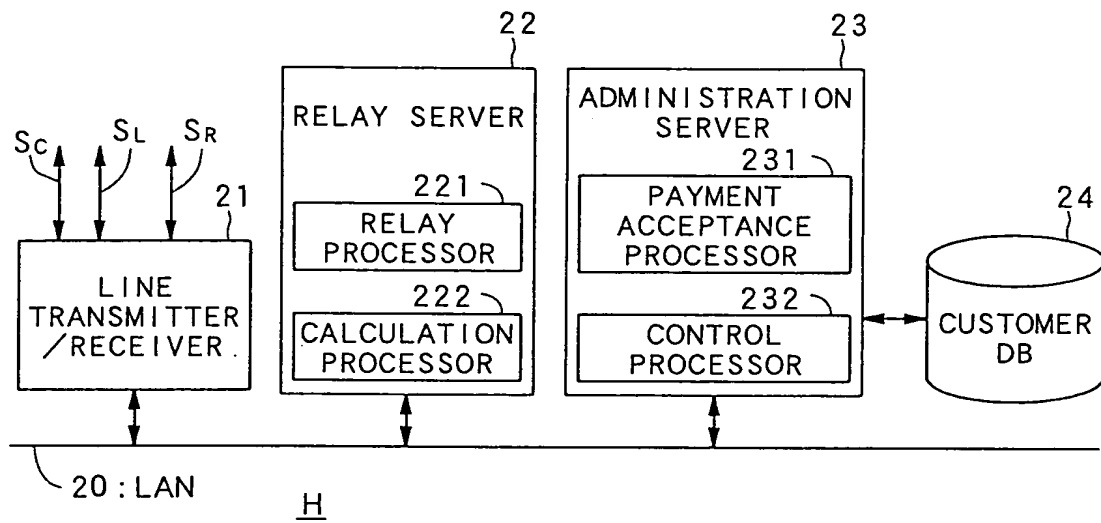 22
23
RELAY SERVER
ADMINISTRATION
SERVER
SC
SL
SR
21
221
RELAY
PROCESSOR
231
PAYMENT
ACCEPTANCE
PROCESSOR
24
LINE
TRANSMITTER
/RECEIVER.
222
CALCULATION
PROCESSOR
232
CONTROL
PROCESSOR
CUSTOMER
DB
20:LAN
H